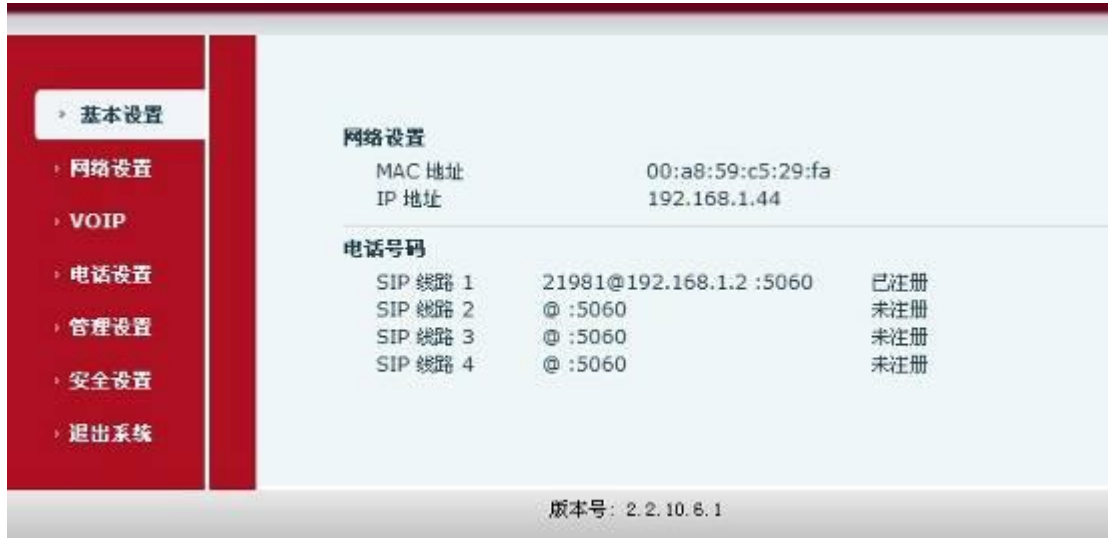 基本设置
网络设置
VOIP
电话设置
管理设置
安全设置
退出系统
网络设置
MAC 地址 00:a8:59:c5:29:fa
IP 地址 192.168.1.44
电话号码
SIP 线路 1 21981@192.168.1.2 :5060 已注册
SIP 线路 2 @ :5060 未注册
SIP 线路 3 @ :5060 未注册
SIP 线路 4 @ :5060 未注册
版本号: 2.2.10.6.1